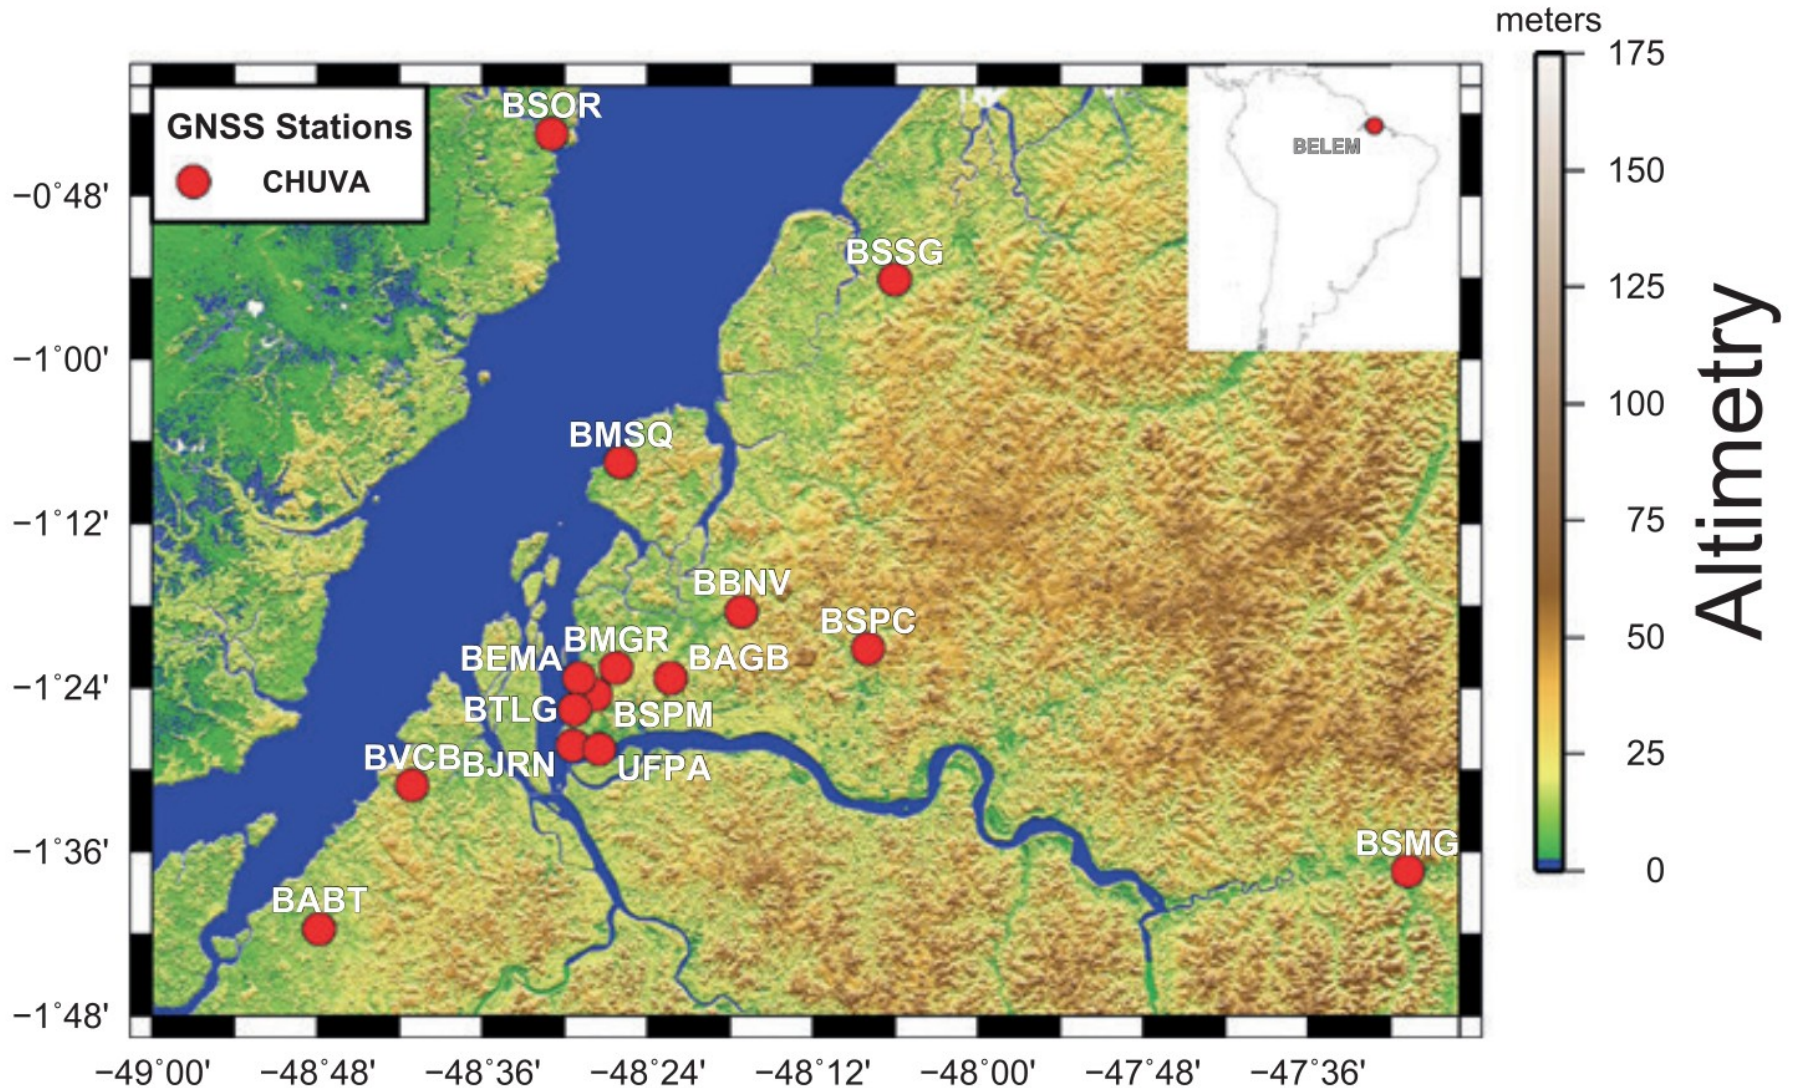 meters
175
150
125
100
75
50
25
0
Altimetry
GNSS Stations
CHUVA
BELEM
BSOR
BSSG
BMSQ
BBNV
BSPC
BMGR
BEMA
BAGB
BTLG
BSPM
BVCB
BJRN
UFPA
BSMG
BABT
−0°48'
−1°00'
−1°12'
−1°24'
−1°36'
−1°48'
−49°00' −48°48' −48°36' −48°24' −48°12' −48°00' −47°48' −47°36'